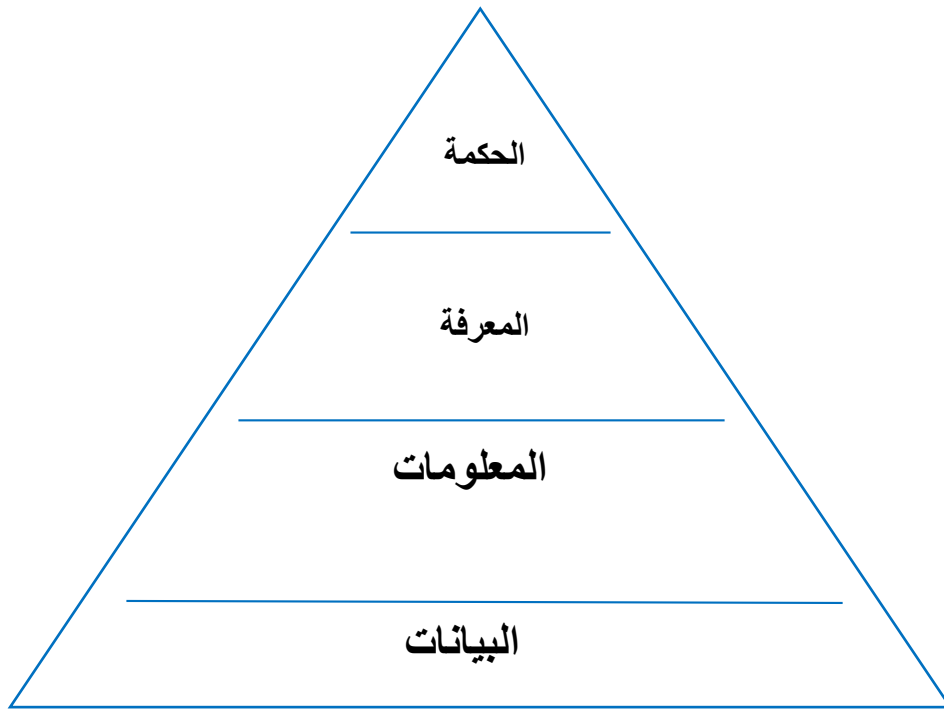 الحكمة
المعرفة
المعلومات
البيانات